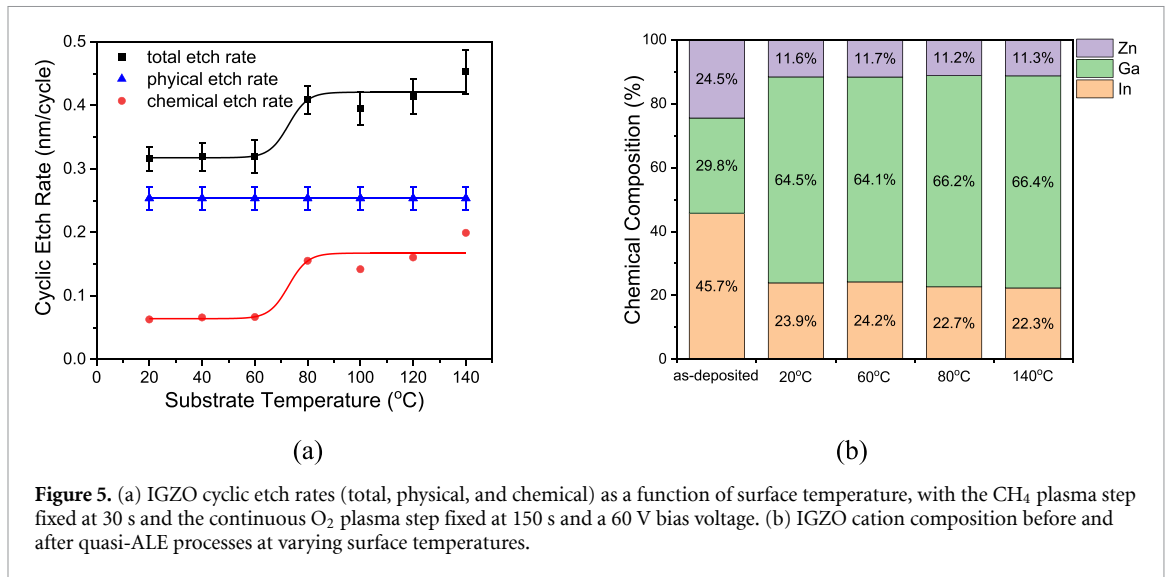 0.5
0.4
0.3
0.2
0.1
0.0
Cyclic Etch Rate (nm/cycle)
total etch rate
phyical etch rate
chemical etch rate
0 20 40 60 80 100 120 140
Substrate Temperature (°C)
(a)
100
80
60
40
20
0
Chemical Composition (%)
24.5% 11.6% 11.7% 11.2% 11.3%
29.8% 64.5% 64.1% 66.2% 66.4%
45.7% 23.9% 24.2% 22.7% 22.3%
as-deposited 20°C 60°C 80°C 140°C
Zn
Ga
In
(b)
Figure 5. (a) IGZO cyclic etch rates (total, physical, and chemical) as a function of surface temperature, with the CH₄ plasma step
fixed at 30 s and the continuous O₂ plasma step fixed at 150 s and a 60 V bias voltage. (b) IGZO cation composition before and
after quasi-ALE processes at varying surface temperatures.